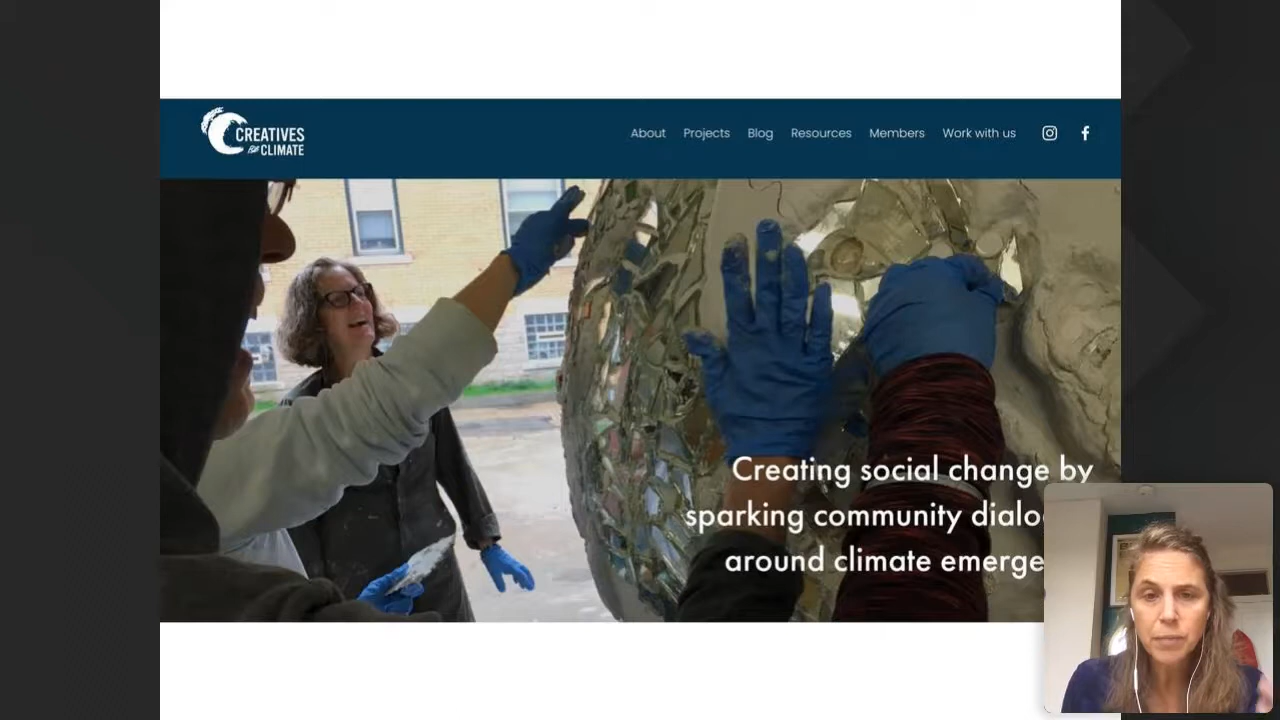 CREATIVES
for CLIMATE
About Projects Blog Resources Members Work with us
Creating social change by
sparking community
around climate